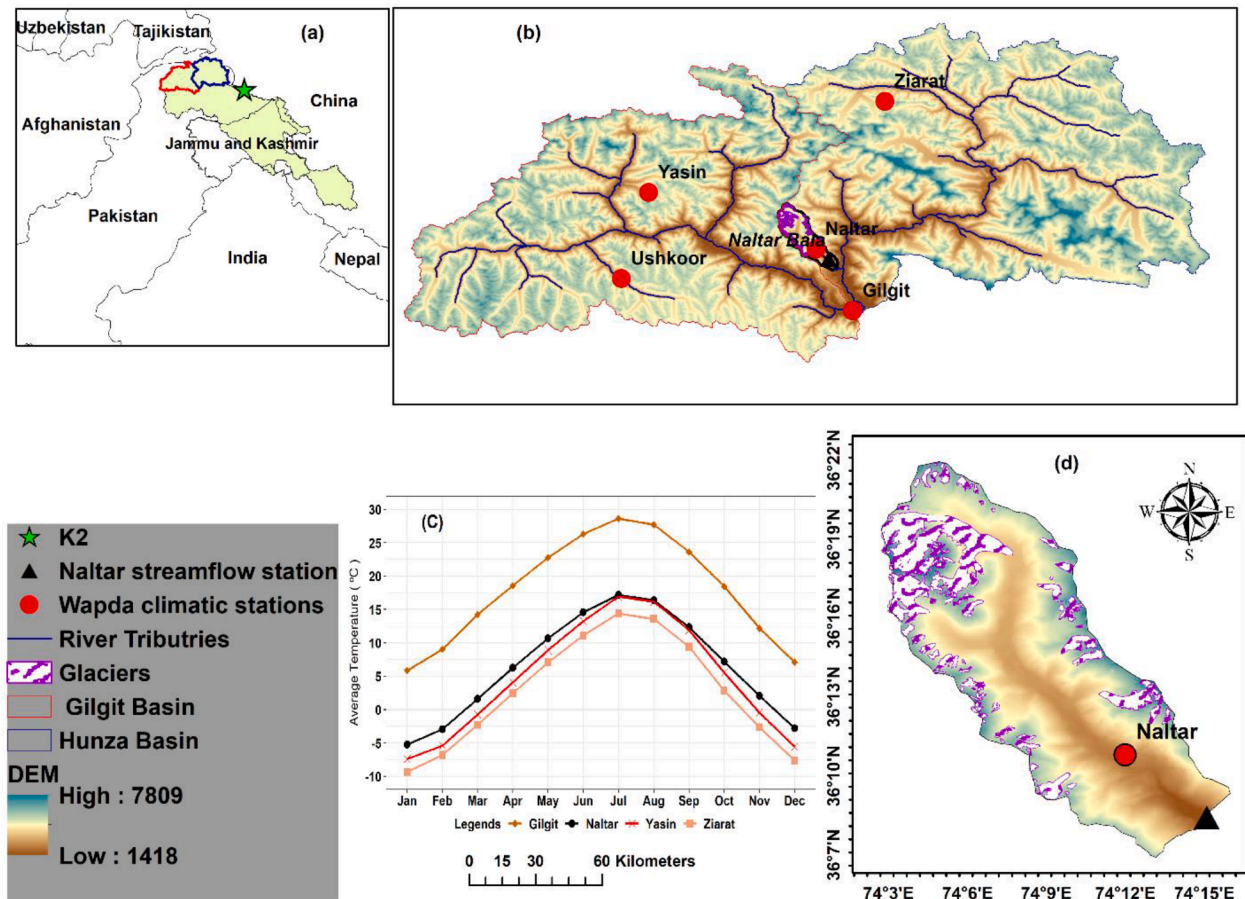 Uzbekistan
Tajikistan
(a)
China
Afghanistan
Jammu and Kashmir
Pakistan
India
Nepal
(b)
Ziarat
Yasin
Naltar
Naltar Bala
Ushkoor
Gilgit
K2
Naltar streamflow station
Wapda climatic stations
River Tributries
Glaciers
Gilgit Basin
Hunza Basin
DEM
High : 7809
Low : 1418
(C)
Average Temperature ( ºC)
30
25
20
15
10
5
0
-5
-10
Jan Feb Mar Apr May Jun Jul Aug Sep Oct Nov Dec
Legends Gilgit Naltar Yasin Ziarat
0 15 30 60 Kilometers
(d)
N
W E
S
Naltar
36°22'N
36°19'N
36°16'N
36°13'N
36°10'N
36°7'N
74°3'E 74°6'E 74°9'E 74°12'E 74°15'E